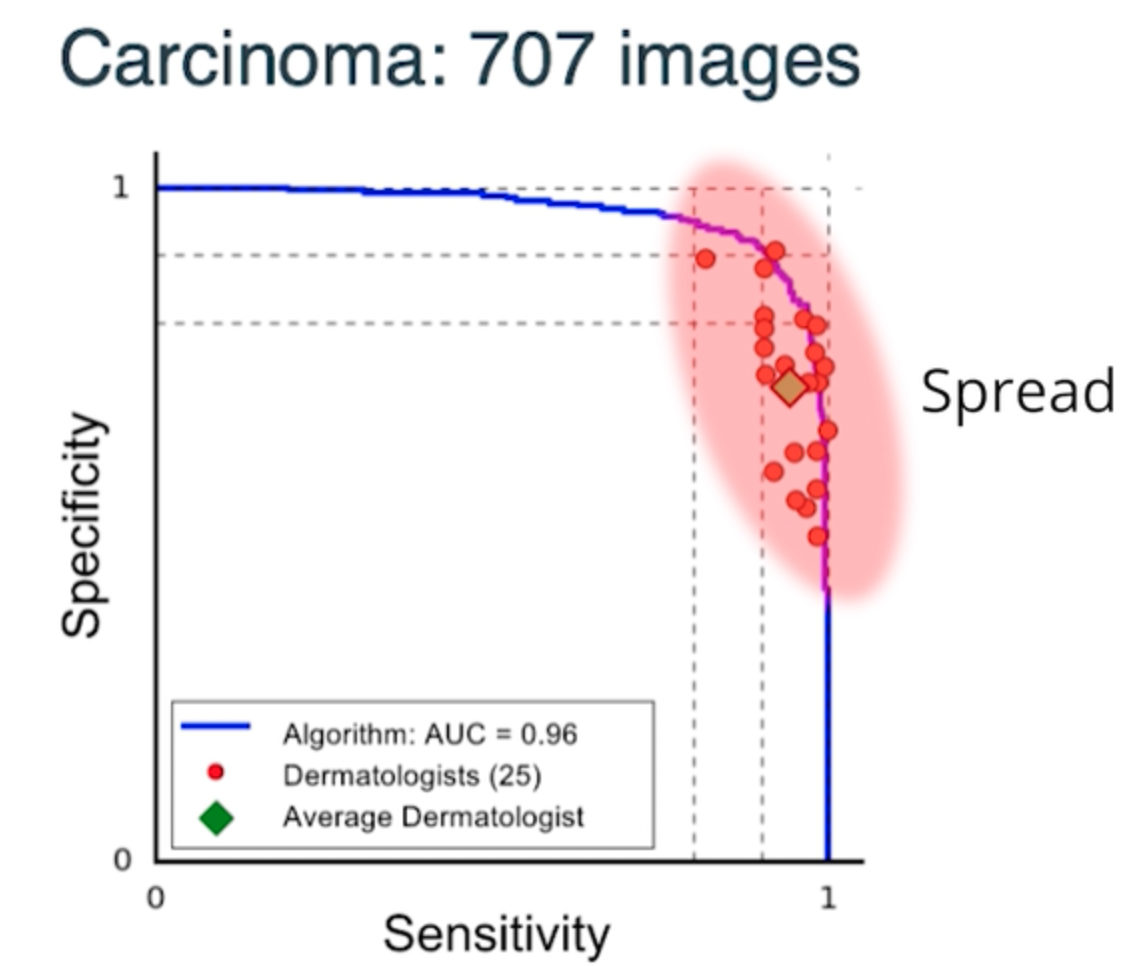 Carcinoma: 707 images
1
Spread
Specificity
Algorithm: AUC = 0.96
Dermatologists (25)
Average Dermatologist
0
0
1
Sensitivity